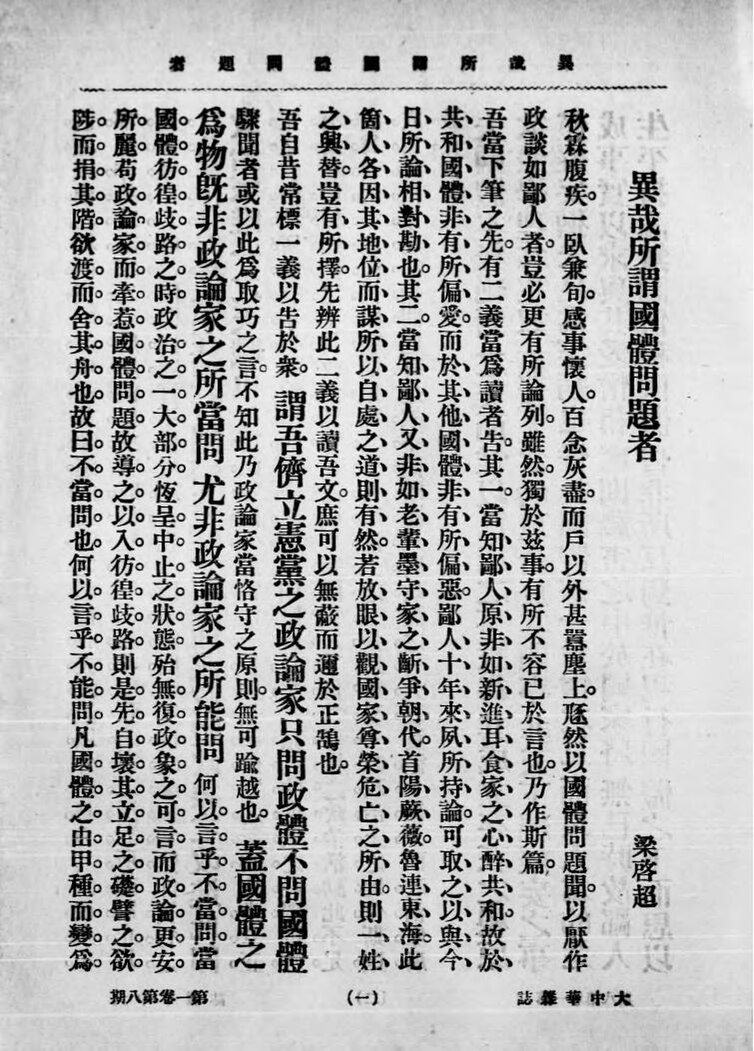 異哉所謂國體問題者
異哉所謂國體問題者
梁啓超
秋霖腹疾。一臥兼旬。感事懷人。百念灰盡。而戶以外甚囂塵上。尨然以國體問題聞。以厭作
政談如鄙人者。豈必更有所論列。雖然。獨於茲事。有所不容已於言也。乃作斯篇。
吾當下筆之先。有二義當爲讀者告。其一。當知鄙人原非如新進耳食家之心醉共和。故於
共和國體非有所偏愛。而於其他國體非有所偏惡。鄙人十年來夙所持論。可取之以與今
日所論相對勘也。其二。當知鄙人又非如老輩墨守家之斷爭朝代。首陽蕨薇。魯連東海。此
箇人各因其地位而謀所以自處之道則有然。若放眼以觀國家尊榮危亡之所由。則一姓
之興替。豈有所擇。先辨此二義以讀吾文。庶可以無蔽而邇於正鵠也。
吾自昔常標一義以告於衆。謂吾儕立憲黨之政論家只問政體不問國體
驟聞者或以此爲取巧之言。不知此乃政論家當恪守之原則。無可踰越也。蓋國體之
爲物旣非政論家之所當問尤非政論家之所能問何以言乎不當問。當
國體彷徨歧路之時。政治之一大部分恆呈中止之狀態。殆無復政象之可言。而政論更安
所麗。苟政論家而牽惹國體問題。故導之以入彷徨歧路。則是先自壞其立足之礎。譬之欲
陟而捐其階。欲渡而舍其舟也。故曰不當問也。何以言乎不能問。凡國體之由甲種而變爲
大中華雜誌
(一)
第一卷第八期